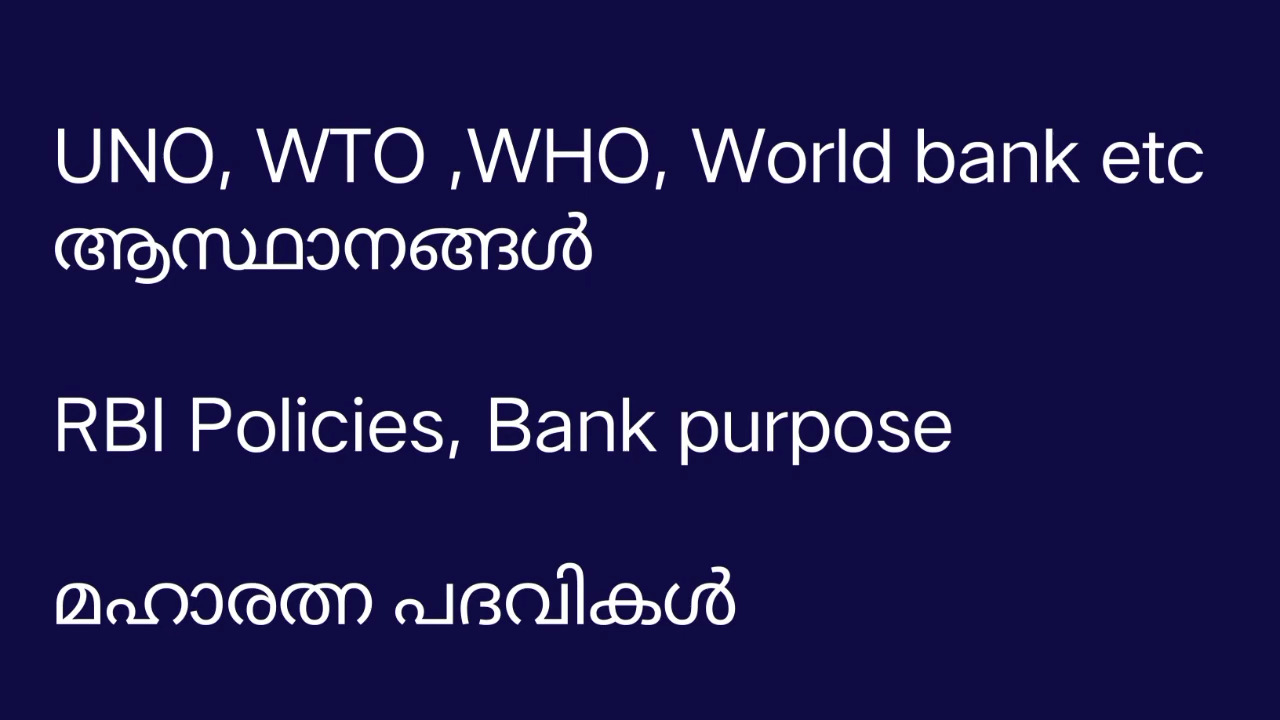 UNO, WTO ,WHO, World bank etc
ആസ്ഥാനങ്ങൾ
RBI Policies, Bank purpose
മഹാരത്ന പദവികൾ